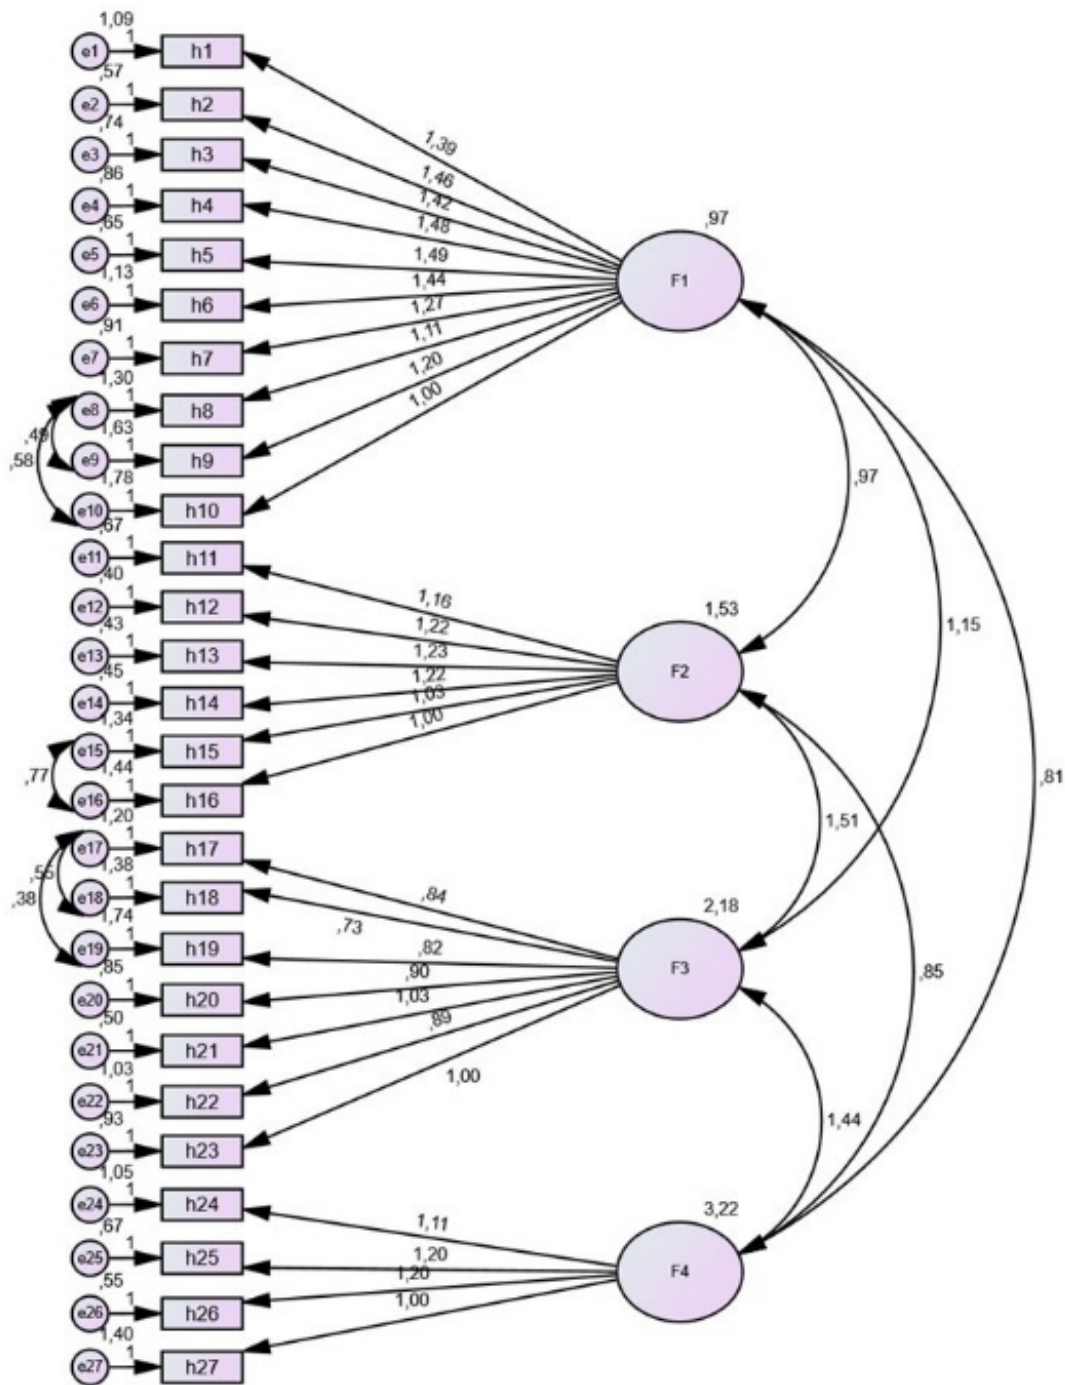 1,09
e1 1 h1
,57
e2 1 h2
,74
e3 1 h3
,86
e4 1 h4
,65
e5 1 h5
1,13
e6 1 h6
,91
e7 1 h7
1,30
e8 1 h8
1,63
e9 1 h9
1,78
e10 1 h10
,67
e11 1 h11
,40
e12 1 h12
,43
e13 1 h13
,45
e14 1 h14
1,34
e15 1 h15
1,44
e16 1 h16
1,20
e17 1 h17
1,38
e18 1 h18
1,74
e19 1 h19
,85
e20 1 h20
,50
e21 1 h21
1,03
e22 1 h22
,93
e23 1 h23
1,05
e24 1 h24
,67
e25 1 h25
,55
e26 1 h26
1,40
e27 1 h27
,49
,58
,77
,55
,38
1,39
1,46
1,42
1,48
1,49
1,44
1,27
1,11
1,20
1,00
,97
F1
1,16
1,22
1,23
1,22
1,03
1,00
1,53
F2
,84
,73
,82
,90
1,03
,89
1,00
2,18
F3
1,11
1,20
1,20
1,00
3,22
F4
,97
1,15
,81
1,51
,85
1,44